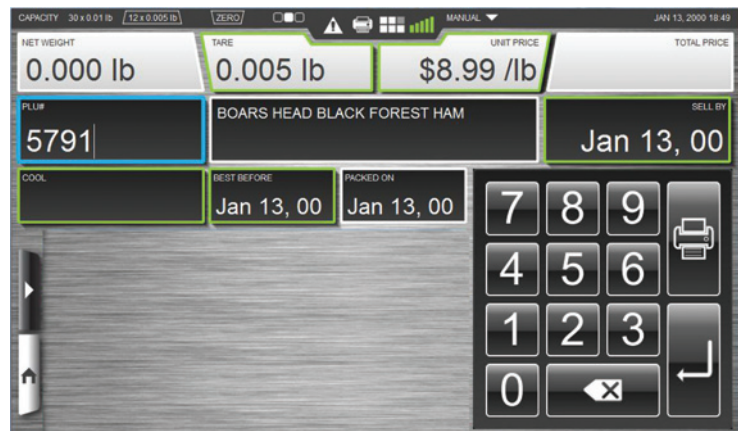 CAPACITY 30 x 0.01 lb 12 x 0.005 lb ZERO MANUAL JAN 13, 2000 18:49
NET WEIGHT TARE UNIT PRICE TOTAL PRICE
0.000 lb 0.005 lb $8.99 /lb
PLU# BOARS HEAD BLACK FOREST HAM SELL BY
5791 Jan 13, 00
COOL BEST BEFORE PACKED ON
Jan 13, 00 Jan 13, 00
7 8 9
4 5 6
1 2 3
0